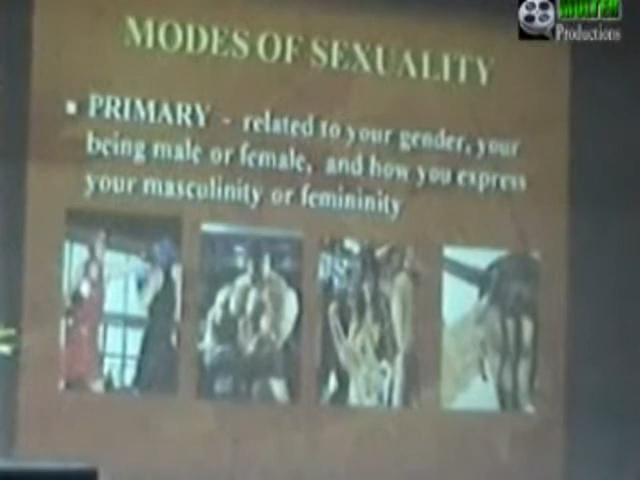 Productions
MODES OF SEXUALITY
PRIMARY - related to your gender, your
being male or female, and how you express
your masculinity or femininity